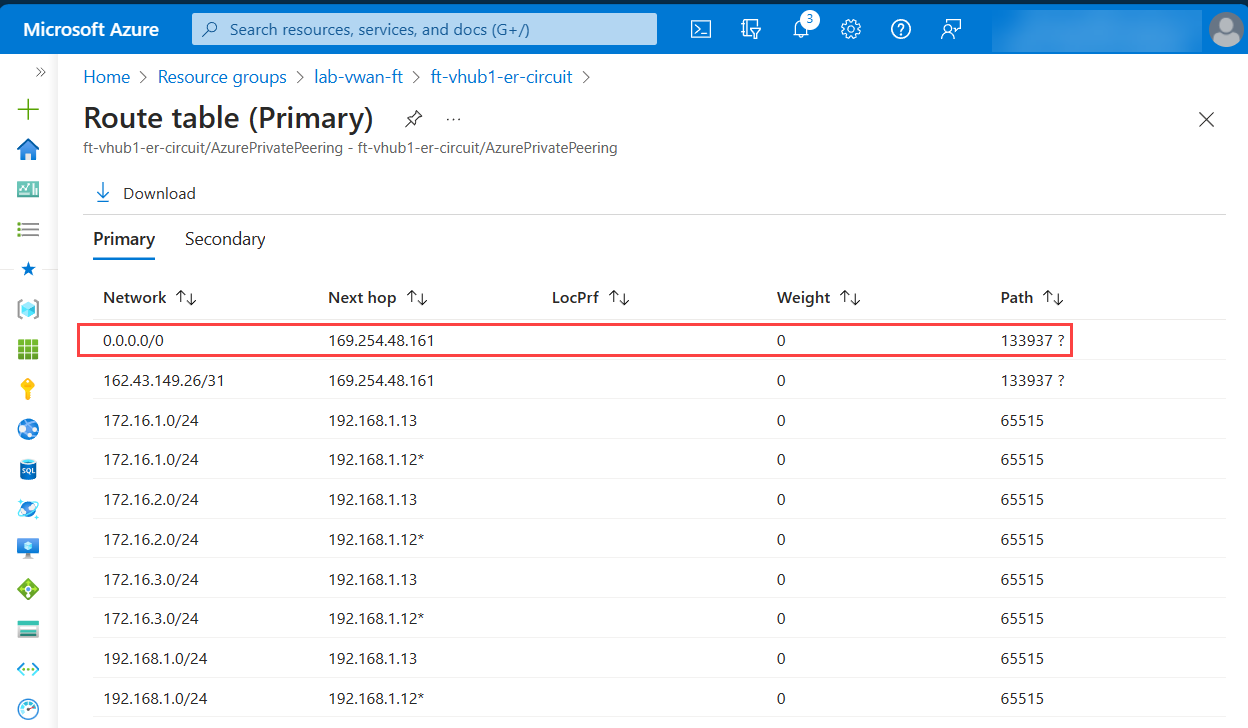 Microsoft Azure
Search resources, services, and docs (G+/)
3
Home > Resource groups > lab-vwan-ft > ft-vhub1-er-circuit >
Route table (Primary)
ft-vhub1-er-circuit/AzurePrivatePeering - ft-vhub1-er-circuit/AzurePrivatePeering
Download
Primary Secondary
Network Next hop LocPrf Weight Path
0.0.0.0/0 169.254.48.161 0 133937 ?
162.43.149.26/31 169.254.48.161 0 133937 ?
172.16.1.0/24 192.168.1.13 0 65515
172.16.1.0/24 192.168.1.12* 0 65515
172.16.2.0/24 192.168.1.13 0 65515
172.16.2.0/24 192.168.1.12* 0 65515
172.16.3.0/24 192.168.1.13 0 65515
172.16.3.0/24 192.168.1.12* 0 65515
192.168.1.0/24 192.168.1.13 0 65515
192.168.1.0/24 192.168.1.12* 0 65515
SQL